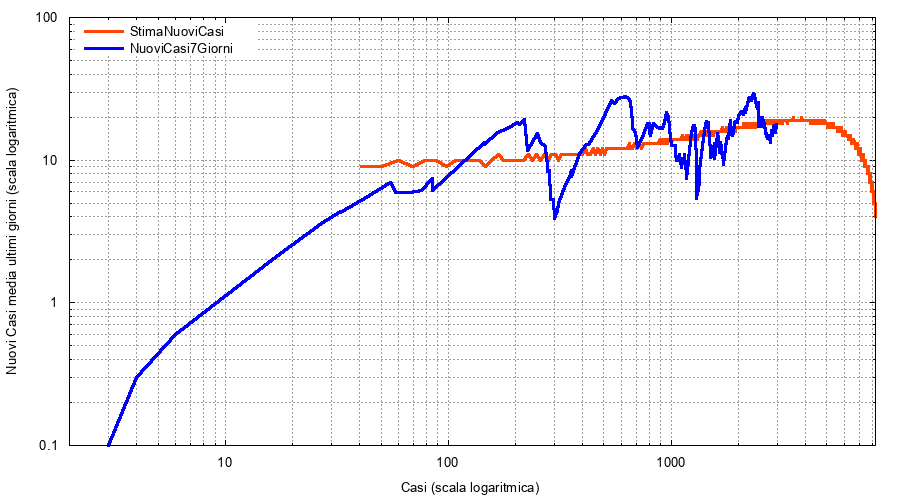 100
StimaNuoviCasi
NuoviCasi7Giorni
10
1
0.1
Nuovi Casi media ultimi giorni (scala logaritmica)
10
100
1000
Casi (scala logaritmica)